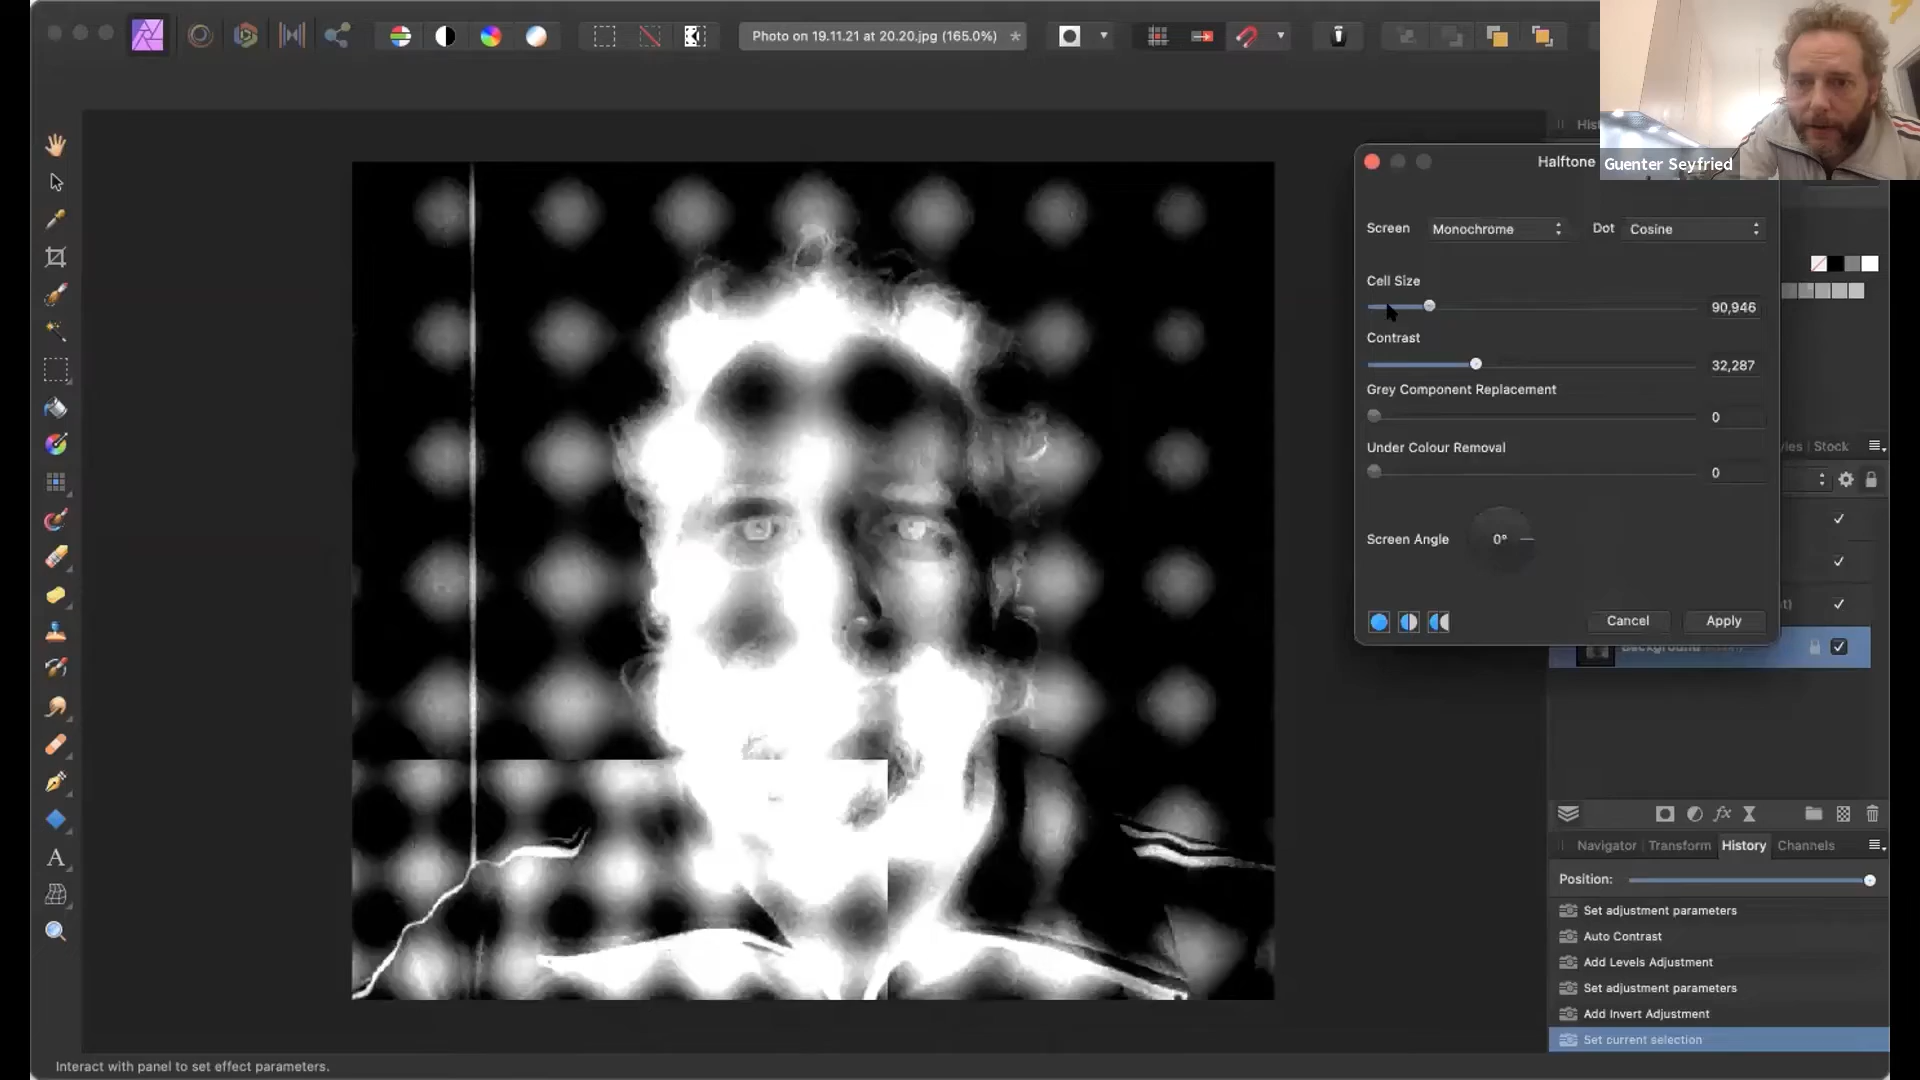 Photo on 19.11.21 at 20.20.jpg (165.0%)
Guenter Seyfried
Halftone
Screen Monochrome Dot Cosine
Cell Size
90,946
Contrast
32,287
Grey Component Replacement
0
Under Colour Removal
0
Screen Angle 0°
Cancel Apply
Stock
Background
Navigator Transform History Channels
Position:
Set adjustment parameters
Auto Contrast
Add Levels Adjustment
Set adjustment parameters
Add Invert Adjustment
Set current selection
Interact with panel to set effect parameters.